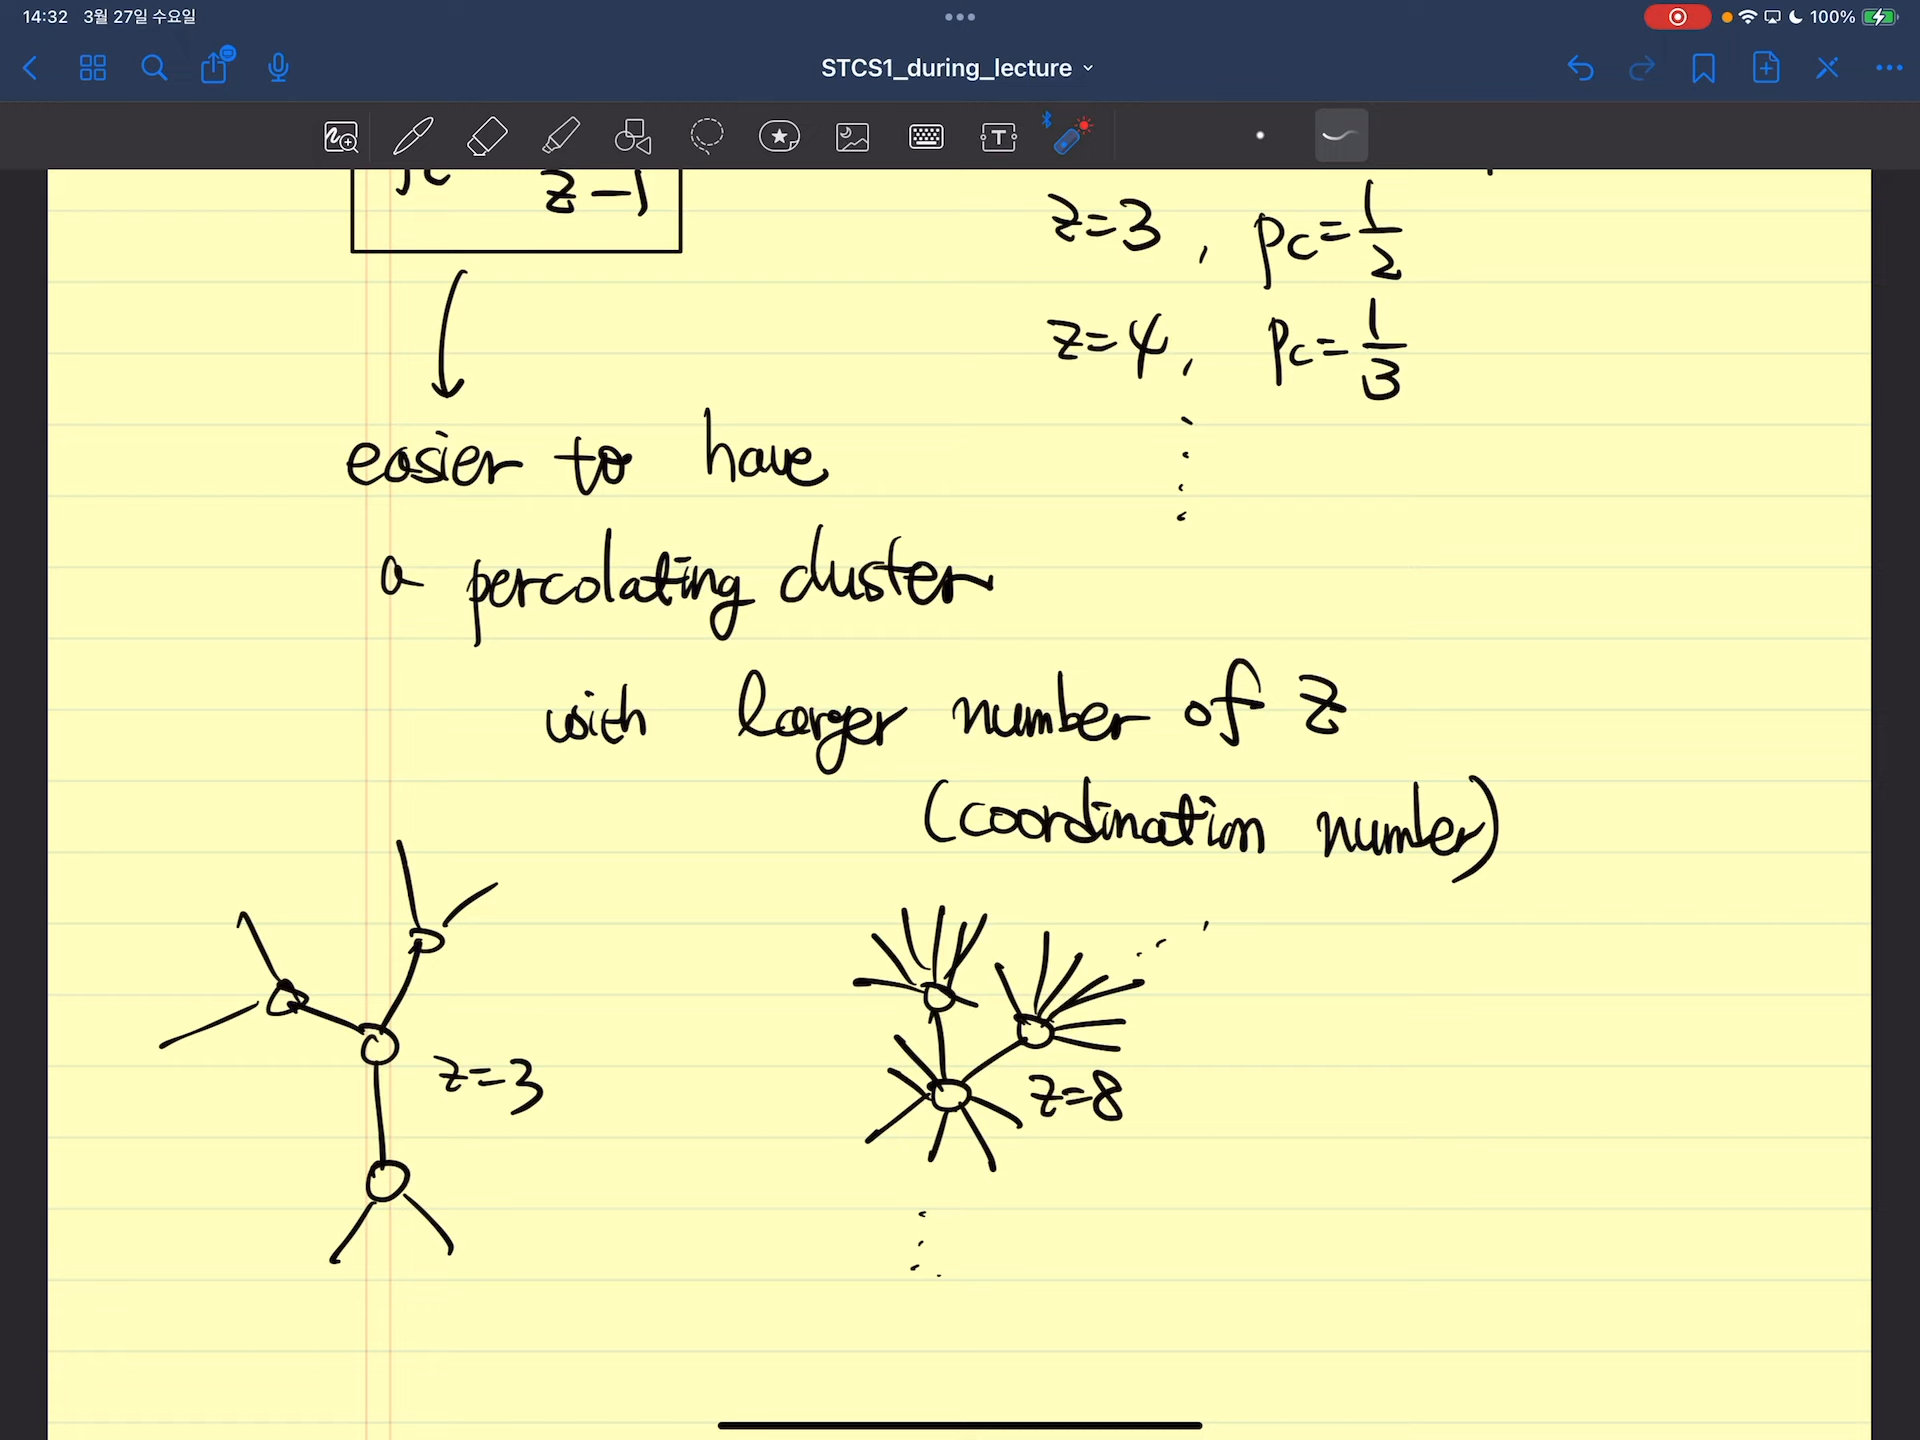 14:32 3월 27일 수요일
100%
STCS1_during_lecture
z-1
z=3, pc=1/2
z=4, pc=1/3
easier to have
a percolating cluster
with larger number of z
(coordination number)
z=3
z=8